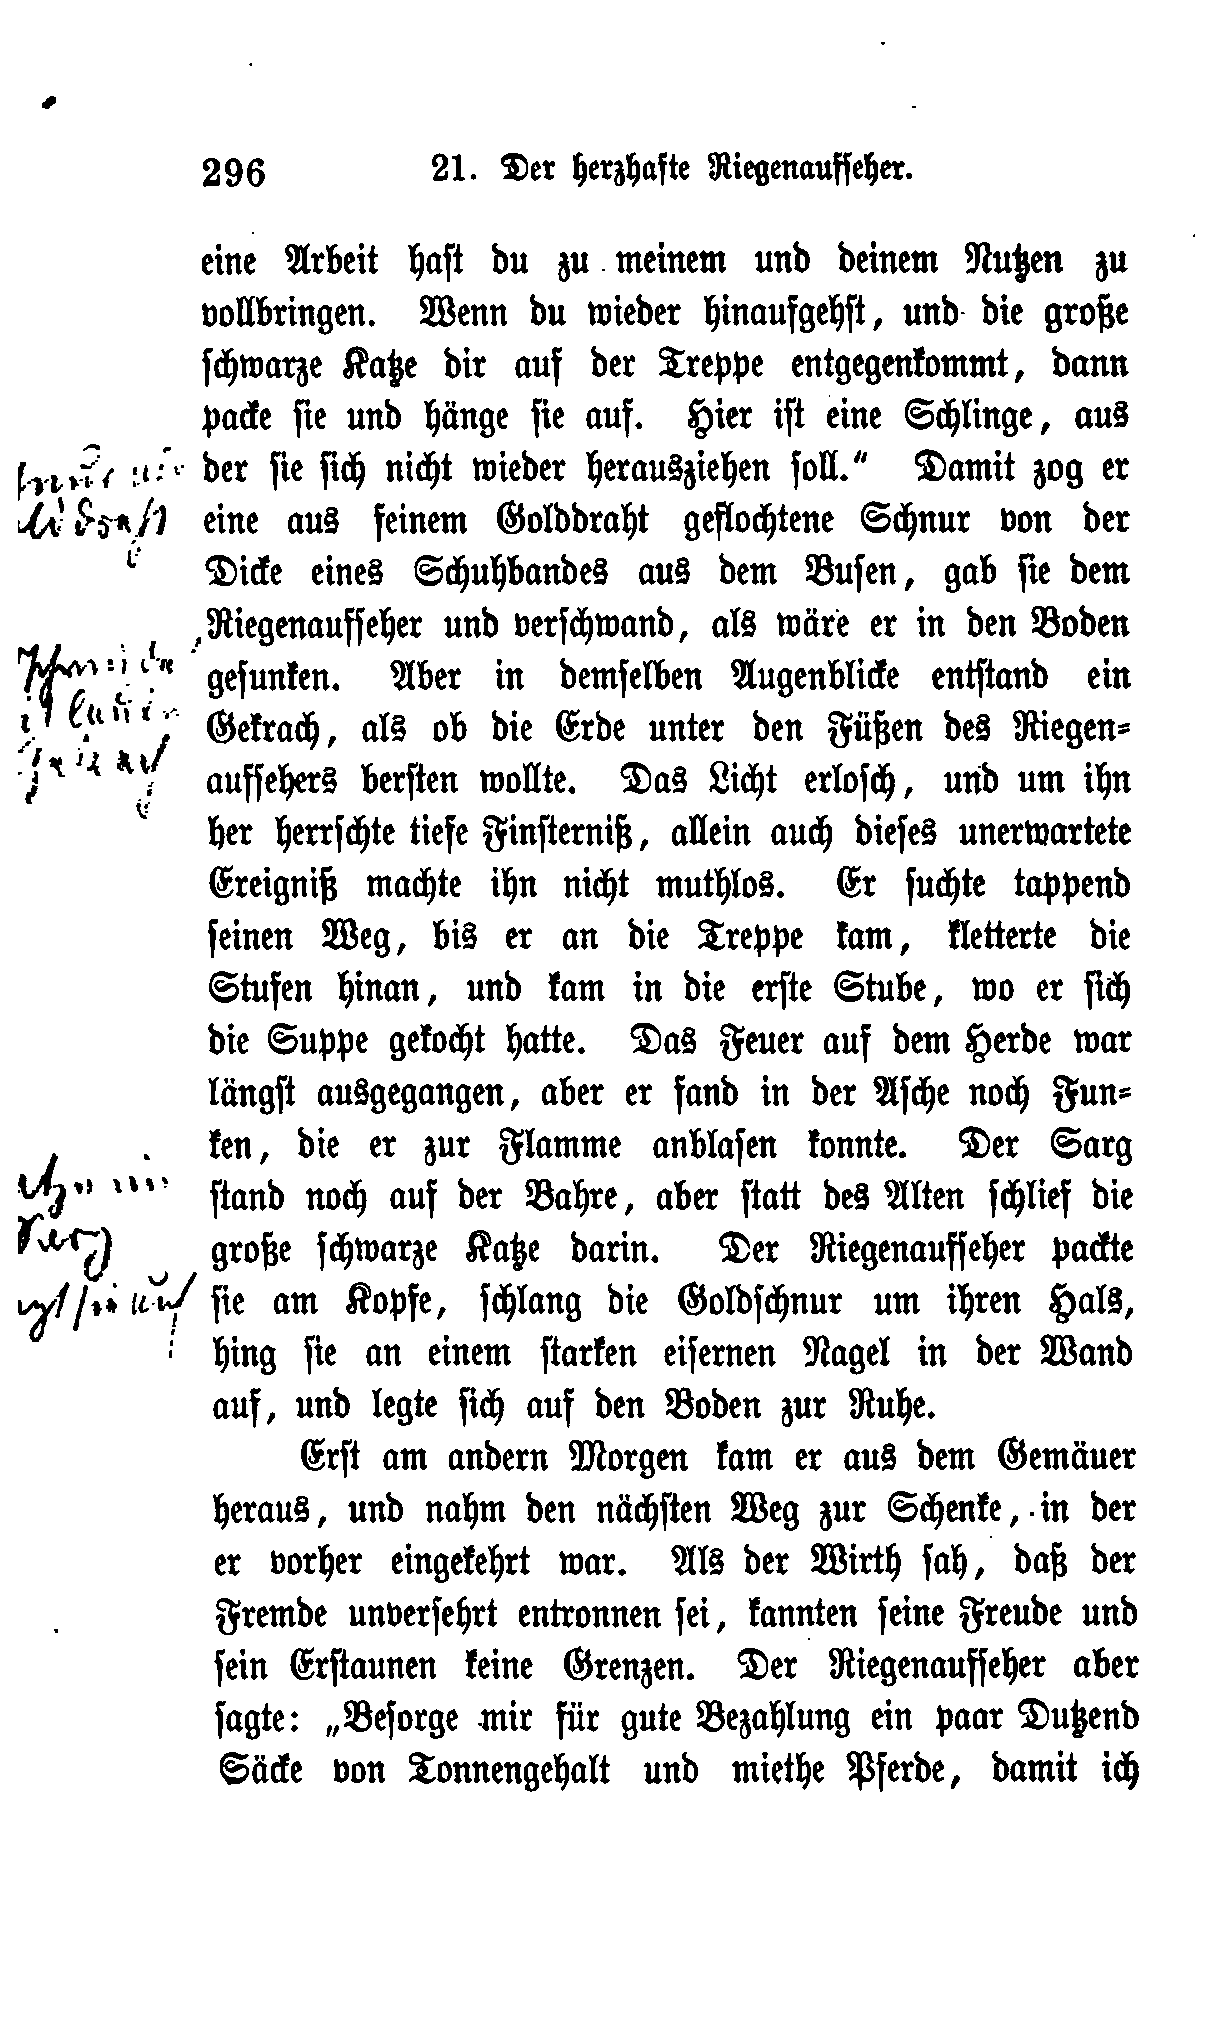 296 21. Der herzhafte Riegenaufseher.
eine Arbeit hast du zu meinem und deinem Nutzen zu
vollbringen. Wenn du wieder hinaufgehst, und die große
schwarze Katze dir auf der Treppe entgegenkommt, dann
packe sie und hänge sie auf. Hier ist eine Schlinge, aus
der sie sich nicht wieder herausziehen soll.“ Damit zog er
eine aus feinem Golddraht geflochtene Schnur von der
Dicke eines Schuhbandes aus dem Busen, gab sie dem
Riegenaufseher und verschwand, als wäre er in den Boden
gesunken. Aber in demselben Augenblicke entstand ein
Gekrach, als ob die Erde unter den Füßen des Riegen=
aufsehers bersten wollte. Das Licht erlosch, und um ihn
her herrschte tiefe Finsterniß, allein auch dieses unerwartete
Ereigniß machte ihn nicht muthlos. Er suchte tappend
seinen Weg, bis er an die Treppe kam, kletterte die
Stufen hinan, und kam in die erste Stube, wo er sich
die Suppe gekocht hatte. Das Feuer auf dem Herde war
längst ausgegangen, aber er fand in der Asche noch Fun=
ken, die er zur Flamme anblasen konnte. Der Sarg
stand noch auf der Bahre, aber statt des Alten schlief die
große schwarze Katze darin. Der Riegenaufseher packte
sie am Kopfe, schlang die Goldschnur um ihren Hals,
hing sie an einem starken eisernen Nagel in der Wand
auf, und legte sich auf den Boden zur Ruhe.
Erst am andern Morgen kam er aus dem Gemäuer
heraus, und nahm den nächsten Weg zur Schenke, in der
er vorher eingekehrt war. Als der Wirth sah, daß der
Fremde unversehrt entronnen sei, kannten seine Freude und
sein Erstaunen keine Grenzen. Der Riegenaufseher aber
sagte: „Besorge mir für gute Bezahlung ein paar Dutzend
Säcke von Tonnengehalt und miethe Pferde, damit ich